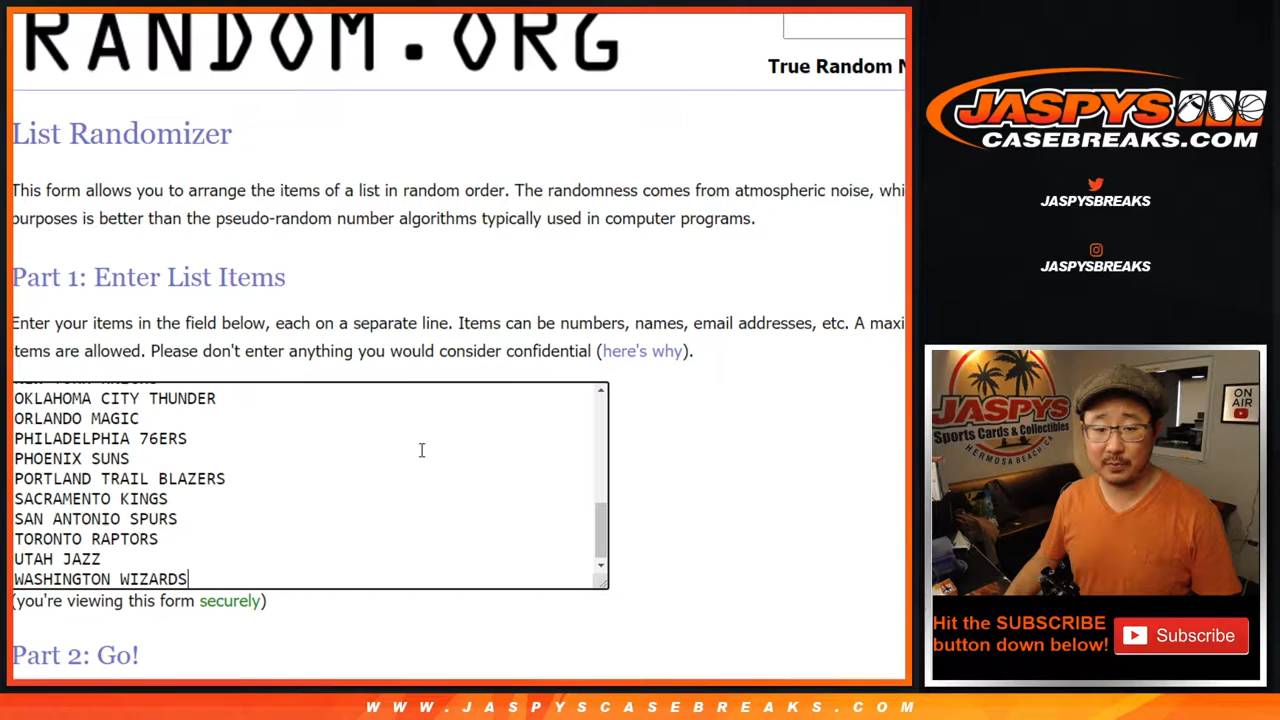 RANDOM.ORG
True Random N
List Randomizer
This form allows you to arrange the items of a list in random order. The randomness comes from atmospheric noise, whi
purposes is better than the pseudo-random number algorithms typically used in computer programs.
Part 1: Enter List Items
Enter your items in the field below, each on a separate line. Items can be numbers, names, email addresses, etc. A maxi
items are allowed. Please don't enter anything you would consider confidential (here's why).
OKLAHOMA CITY THUNDER
ORLANDO MAGIC
PHILADELPHIA 76ERS
PHOENIX SUNS
PORTLAND TRAIL BLAZERS
SACRAMENTO KINGS
SAN ANTONIO SPURS
TORONTO RAPTORS
UTAH JAZZ
WASHINGTON WIZARDS
(you're viewing this form securely)
Part 2: Go!
JASPYS
CASEBREAKS.COM
JASPYSBREAKS
JASPYSBREAKS
JASPYS
Sports Cards & Collectibles
HERMOSA BEACH, CA
ON AIR
Hit the SUBSCRIBE
button down below!
Subscribe
WWW.JASPYSCASEBREAKS.COM